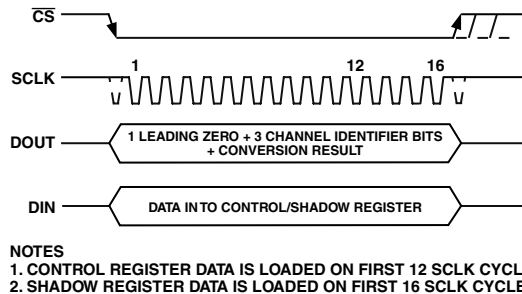 CS
1 12 16
SCLK
DOUT
1 LEADING ZERO + 3 CHANNEL IDENTIFIER BITS
+ CONVERSION RESULT
DIN
DATA IN TO CONTROL/SHADOW REGISTER
NOTES
1. CONTROL REGISTER DATA IS LOADED ON FIRST 12 SCLK CYCL
2. SHADOW REGISTER DATA IS LOADED ON FIRST 16 SCLK CYCLE